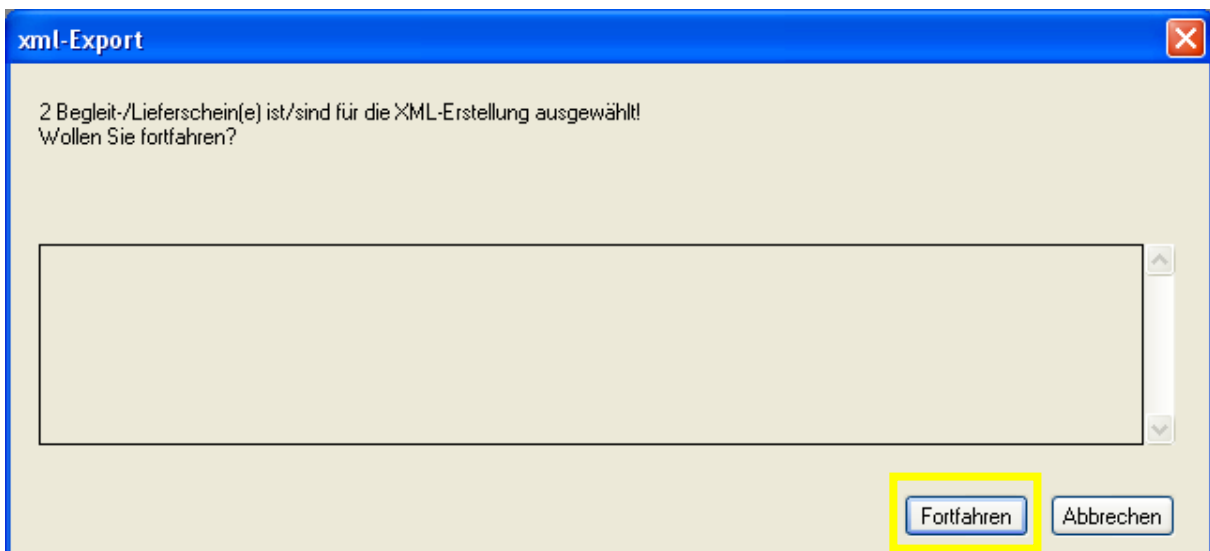 xml-Export
2 Begleit-/Lieferschein(e) ist/sind für die XML-Erstellung ausgewählt!
Wollen Sie fortfahren?
Fortfahren
Abbrechen